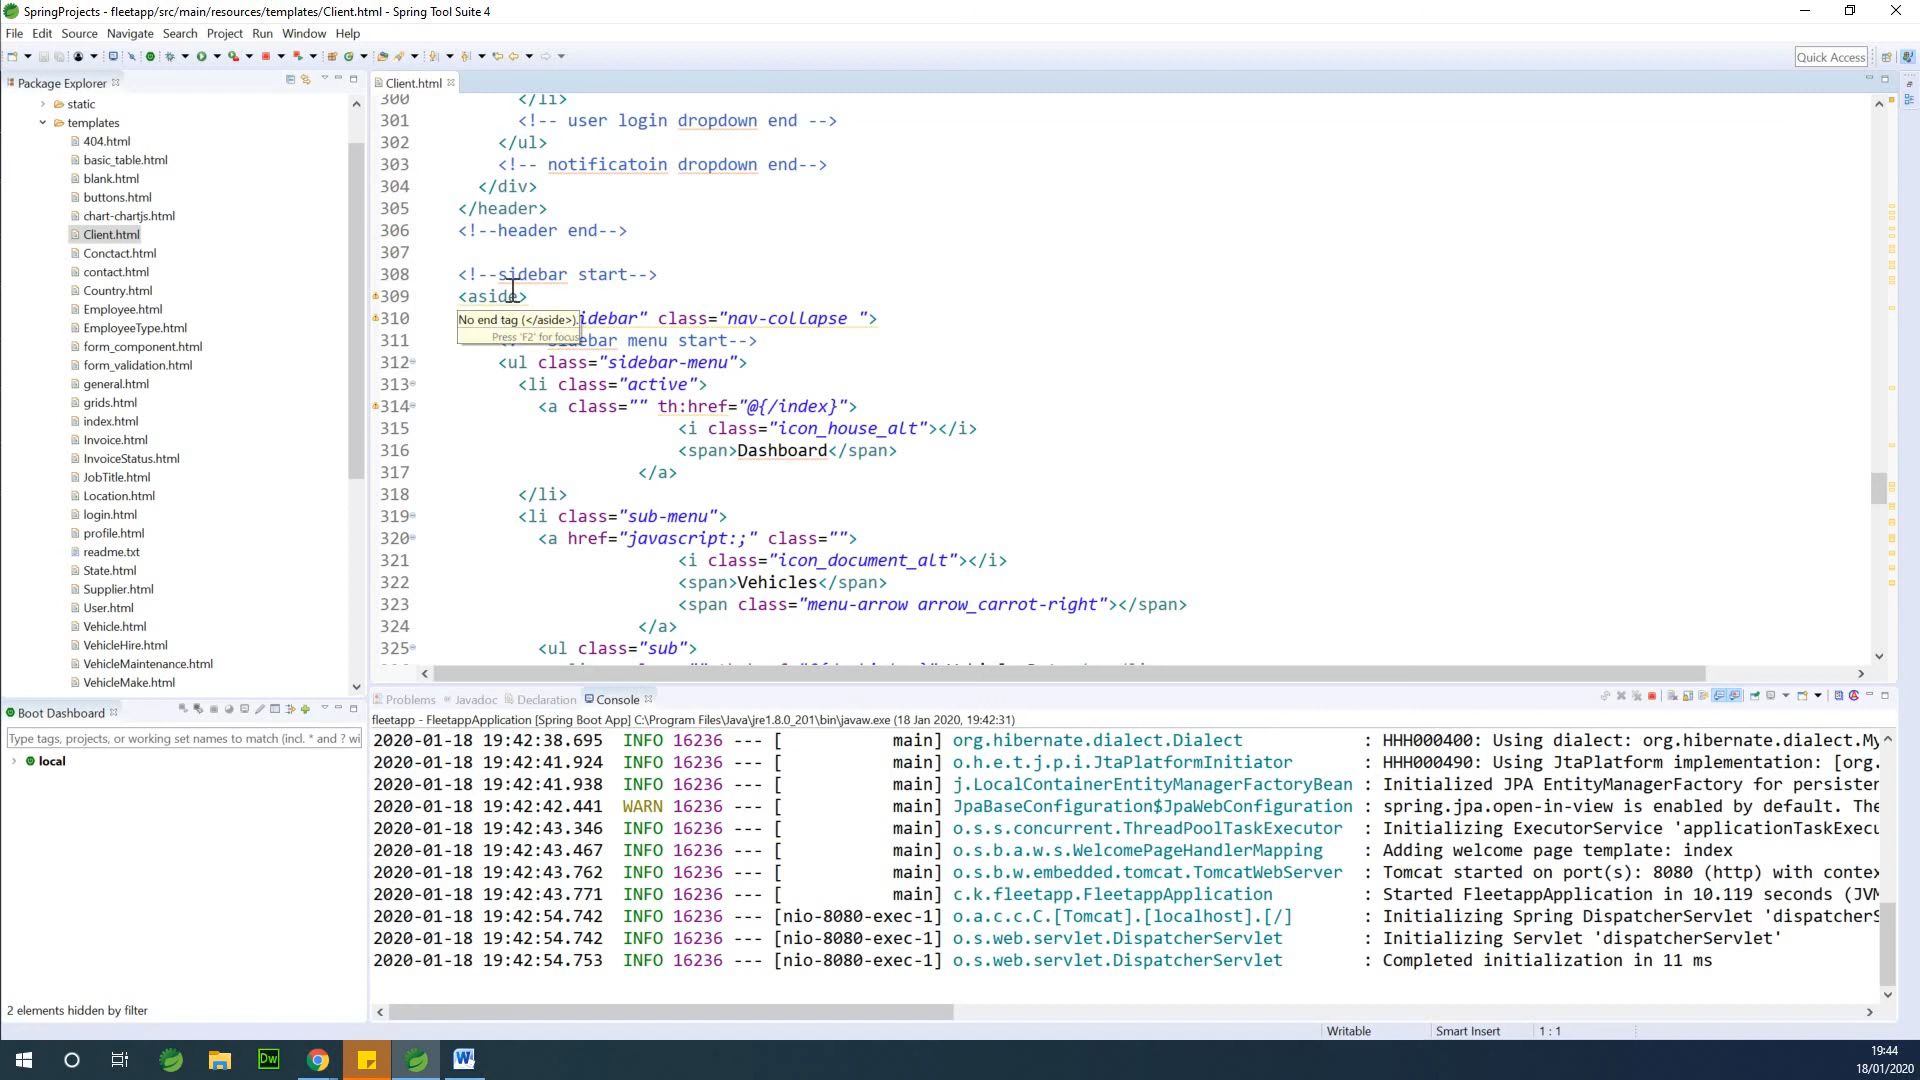 SpringProjects - fleetapp/src/main/resources/templates/Client.html - Spring Tool Suite 4
File Edit Source Navigate Search Project Run Window Help
Quick Access
Package Explorer
static
templates
404.html
basic_table.html
blank.html
buttons.html
chart-chartjs.html
Client.html
Conctact.html
contact.html
Country.html
Employee.html
EmployeeType.html
form_component.html
form_validation.html
general.html
grids.html
index.html
Invoice.html
InvoiceStatus.html
JobTitle.html
Location.html
login.html
profile.html
readme.txt
State.html
Supplier.html
User.html
Vehicle.html
VehicleHire.html
VehicleMaintenance.html
VehicleMake.html
Client.html
300 </li>
301 <!-- user login dropdown end -->
302 </ul>
303 <!-- notificatoin dropdown end-->
304 </div>
305 </header>
306 <!--header end-->
307
308 <!--sidebar start-->
309 <aside>
310 idebar" class="nav-collapse ">
No end tag (</aside>).
Press 'F2' for focus
311 sidebar menu start-->
312 <ul class="sidebar-menu">
313 <li class="active">
314 <a class="" th:href="@{/index}">
315 <i class="icon_house_alt"></i>
316 <span>Dashboard</span>
317 </a>
318 </li>
319 <li class="sub-menu">
320 <a href="javascript:;" class="">
321 <i class="icon_document_alt"></i>
322 <span>Vehicles</span>
323 <span class="menu-arrow arrow_carrot-right"></span>
324 </a>
325 <ul class="sub">
Boot Dashboard
Type tags, projects, or working set names to match (incl. * and ? wi
local
2 elements hidden by filter
Problems Javadoc Declaration Console
fleetapp - FleetappApplication [Spring Boot App] C:\Program Files\Java\jre1.8.0_201\bin\javaw.exe (18 Jan 2020, 19:42:31)
2020-01-18 19:42:38.695 INFO 16236 --- [ main] org.hibernate.dialect.Dialect : HHH000400: Using dialect: org.hibernate.dialect.My
2020-01-18 19:42:41.924 INFO 16236 --- [ main] o.h.e.t.j.p.i.JtaPlatformInitiator : HHH000490: Using JtaPlatform implementation: [org.
2020-01-18 19:42:41.938 INFO 16236 --- [ main] j.LocalContainerEntityManagerFactoryBean : Initialized JPA EntityManagerFactory for persister
2020-01-18 19:42:42.441 WARN 16236 --- [ main] JpaBaseConfiguration$JpaWebConfiguration : spring.jpa.open-in-view is enabled by default. The
2020-01-18 19:42:43.346 INFO 16236 --- [ main] o.s.s.concurrent.ThreadPoolTaskExecutor : Initializing ExecutorService 'applicationTaskExecu
2020-01-18 19:42:43.467 INFO 16236 --- [ main] o.s.b.a.w.s.WelcomePageHandlerMapping : Adding welcome page template: index
2020-01-18 19:42:43.762 INFO 16236 --- [ main] o.s.b.w.embedded.tomcat.TomcatWebServer : Tomcat started on port(s): 8080 (http) with contex
2020-01-18 19:42:43.771 INFO 16236 --- [ main] c.k.fleetapp.FleetappApplication : Started FleetappApplication in 10.119 seconds (JVM
2020-01-18 19:42:54.742 INFO 16236 --- [nio-8080-exec-1] o.a.c.c.C.[Tomcat].[localhost].[/] : Initializing Spring DispatcherServlet 'dispatcherS
2020-01-18 19:42:54.742 INFO 16236 --- [nio-8080-exec-1] o.s.web.servlet.DispatcherServlet : Initializing Servlet 'dispatcherServlet'
2020-01-18 19:42:54.753 INFO 16236 --- [nio-8080-exec-1] o.s.web.servlet.DispatcherServlet : Completed initialization in 11 ms
Writable Smart Insert 1 : 1
Dw
19:44
18/01/2020